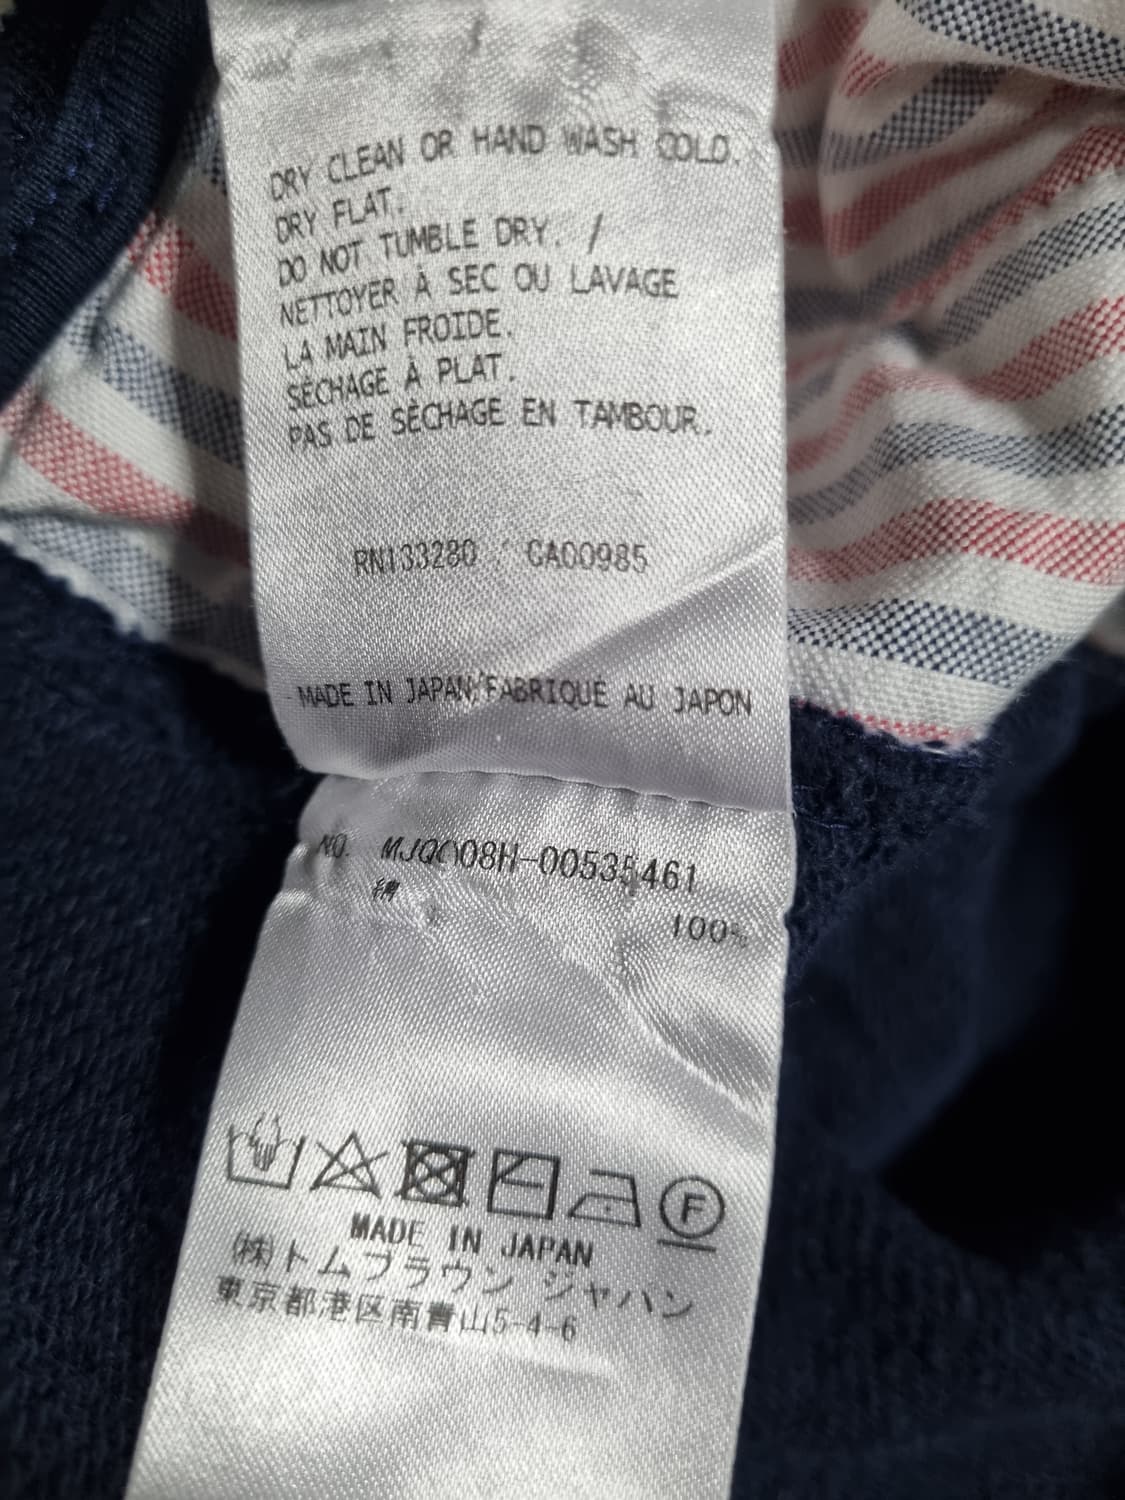 DRY CLEAN OR HAND WASH COLD.
DRY FLAT.
DO NOT TUMBLE DRY. /
NETTOYER À SEC OU LAVAGE
LA MAIN FROIDE.
SÉCHAGE À PLAT.
PAS DE SÈCHAGE EN TAMBOUR.
RN133280 CA00985
MADE IN JAPAN/FABRIQUE AU JAPON
NO. MJQ008H-00535461
綿
100%
F
MADE IN JAPAN
(株)トムブラウン ジャパン
東京都港区南青山5-4-6